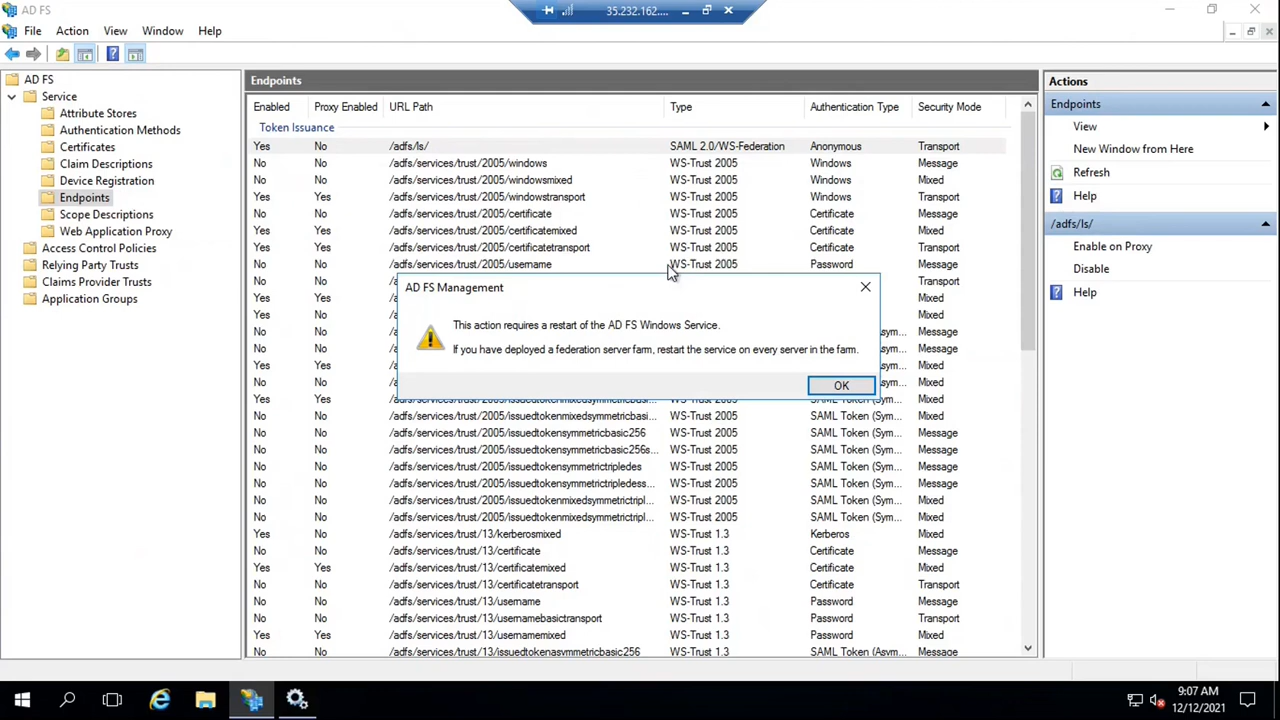 AD FS
35.232.162....
File Action View Window Help
AD FS
Service
Attribute Stores
Authentication Methods
Certificates
Claim Descriptions
Device Registration
Endpoints
Scope Descriptions
Web Application Proxy
Access Control Policies
Relying Party Trusts
Claims Provider Trusts
Application Groups
Endpoints
Enabled Proxy Enabled URL Path Type Authentication Type Security Mode
Token Issuance
Yes No /adfs/ls/ SAML 2.0/WS-Federation Anonymous Transport
No No /adfs/services/trust/2005/windows WS-Trust 2005 Windows Message
No No /adfs/services/trust/2005/windowsmixed WS-Trust 2005 Windows Mixed
Yes Yes /adfs/services/trust/2005/windowstransport WS-Trust 2005 Windows Transport
No No /adfs/services/trust/2005/certificate WS-Trust 2005 Certificate Message
Yes Yes /adfs/services/trust/2005/certificatemixed WS-Trust 2005 Certificate Mixed
Yes Yes /adfs/services/trust/2005/certificatetransport WS-Trust 2005 Certificate Transport
No No /adfs/services/trust/2005/username WS-Trust 2005 Password Message
No No Transport
Yes Yes Mixed
Yes No Mixed
No No Message
Yes Yes Mixed
No No Message
Yes Yes Mixed
No No /adfs/services/trust/2005/issuedtokenmixedsymmetricbasi... WS-Trust 2005 SAML Token (Sym... Mixed
No No /adfs/services/trust/2005/issuedtokensymmetricbasic256 WS-Trust 2005 SAML Token (Sym... Message
No No /adfs/services/trust/2005/issuedtokensymmetricbasic256s... WS-Trust 2005 SAML Token (Sym... Message
No No /adfs/services/trust/2005/issuedtokensymmetrictripledes WS-Trust 2005 SAML Token (Sym... Message
No No /adfs/services/trust/2005/issuedtokensymmetrictripledess... WS-Trust 2005 SAML Token (Sym... Message
No No /adfs/services/trust/2005/issuedtokenmixedsymmetrictripl... WS-Trust 2005 SAML Token (Sym... Mixed
No No /adfs/services/trust/2005/issuedtokenmixedsymmetrictripl... WS-Trust 2005 SAML Token (Sym... Mixed
Yes No /adfs/services/trust/13/kerberosmixed WS-Trust 1.3 Kerberos Mixed
No No /adfs/services/trust/13/certificate WS-Trust 1.3 Certificate Message
Yes Yes /adfs/services/trust/13/certificatemixed WS-Trust 1.3 Certificate Mixed
No No /adfs/services/trust/13/certificatetransport WS-Trust 1.3 Certificate Transport
No No /adfs/services/trust/13/username WS-Trust 1.3 Password Message
No No /adfs/services/trust/13/usernamebasictransport WS-Trust 1.3 Password Transport
Yes Yes /adfs/services/trust/13/usernamemixed WS-Trust 1.3 Password Mixed
No No /adfs/services/trust/13/issuedtokenasymmetricbasic256 WS-Trust 1.3 SAML Token (Asym... Message
AD FS Management
This action requires a restart of the AD FS Windows Service.
If you have deployed a federation server farm, restart the service on every server in the farm.
OK
Actions
Endpoints
View
New Window from Here
Refresh
Help
/adfs/ls/
Enable on Proxy
Disable
Help
9:07 AM
12/12/2021